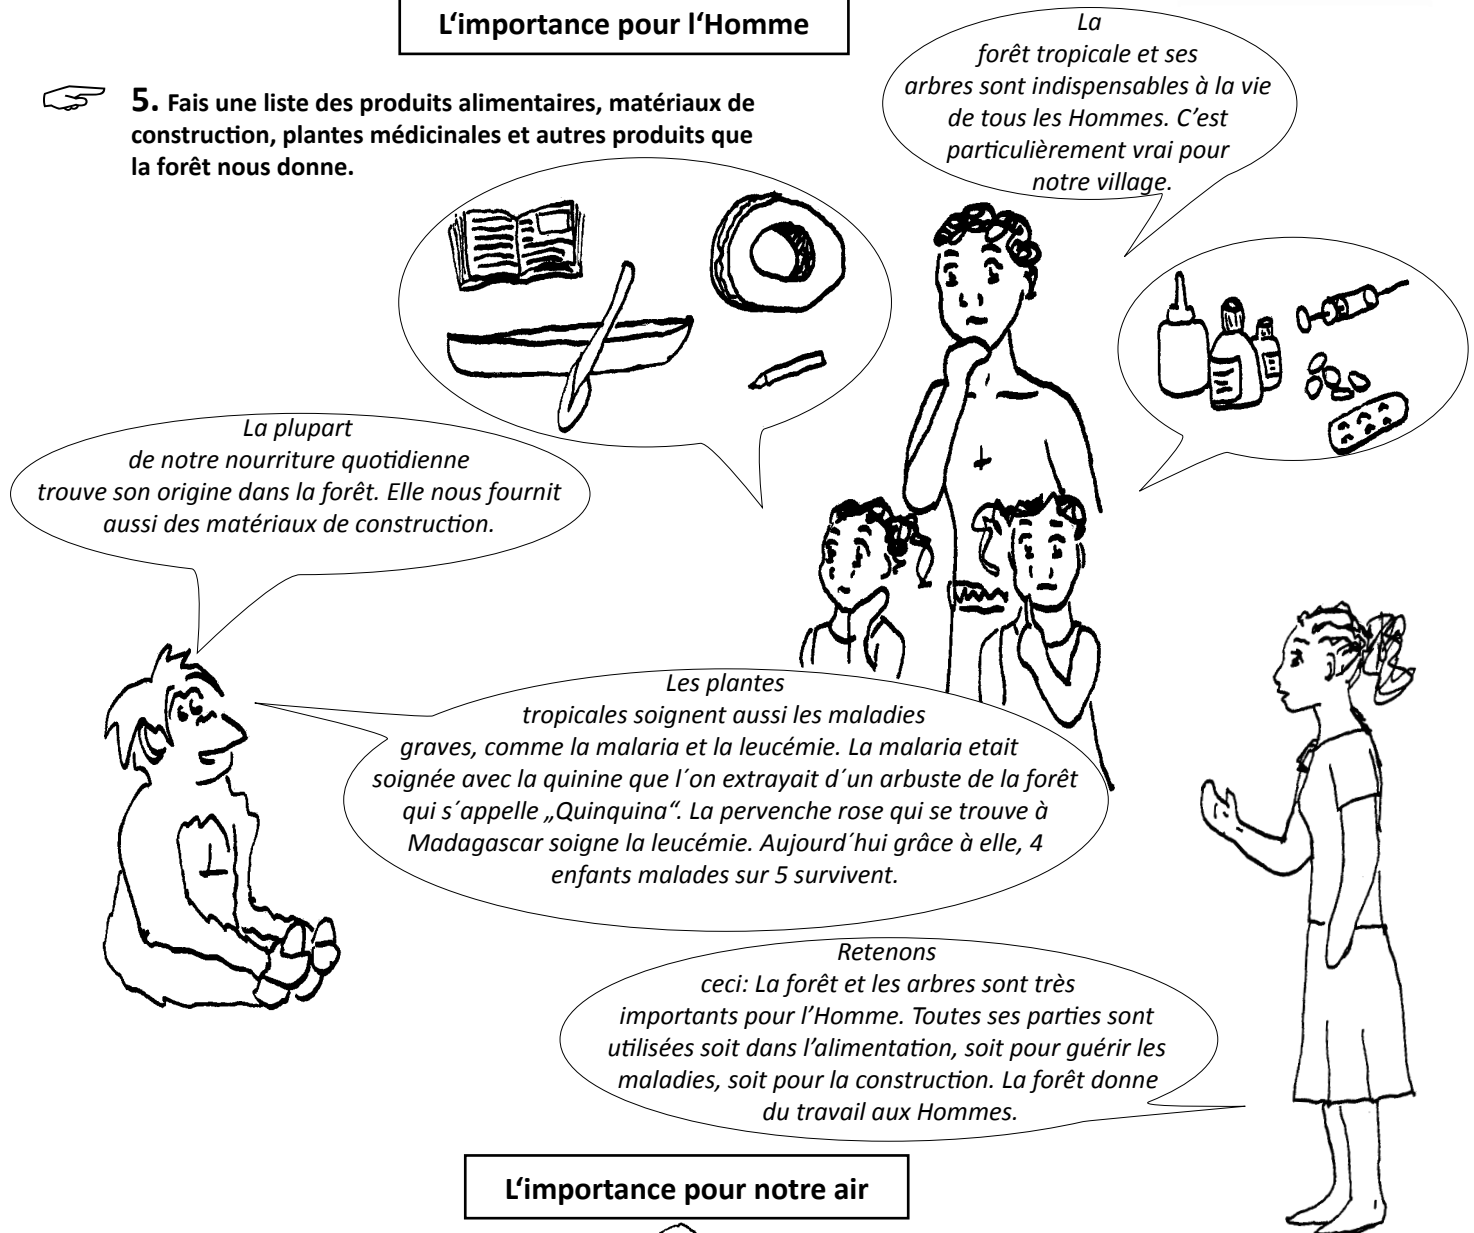 L‘importance pour l‘Homme
5. Fais une liste des produits alimentaires, matériaux de
construction, plantes médicinales et autres produits que
la forêt nous donne.
La
forêt tropicale et ses
arbres sont indispensables à la vie
de tous les Hommes. C’est
particulièrement vrai pour
notre village.
La plupart
de notre nourriture quotidienne
trouve son origine dans la forêt. Elle nous fournit
aussi des matériaux de construction.
Les plantes
tropicales soignent aussi les maladies
graves, comme la malaria et la leucémie. La malaria etait
soignée avec la quinine que l´on extrayait d´un arbuste de la forêt
qui s´appelle „Quinquina“. La pervenche rose qui se trouve à
Madagascar soigne la leucémie. Aujourd´hui grâce à elle, 4
enfants malades sur 5 survivent.
Retenons
ceci: La forêt et les arbres sont très
importants pour l’Homme. Toutes ses parties sont
utilisées soit dans l’alimentation, soit pour guérir les
maladies, soit pour la construction. La forêt donne
du travail aux Hommes.
L‘importance pour notre air